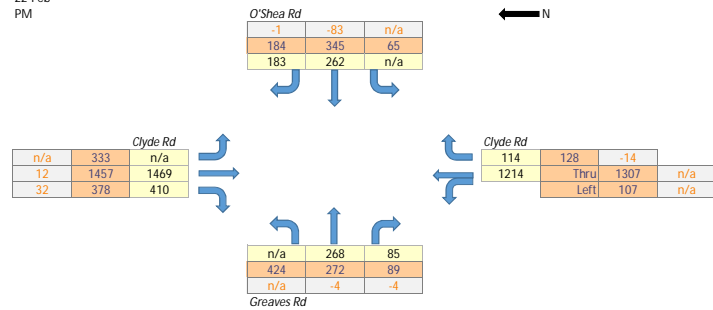 PM
O'Shea Rd
N
-1 -83 n/a
184 345 65
183 262 n/a
Clyde Rd
n/a 333 n/a
12 1457 1469
32 378 410
Clyde Rd
114 128 -14
1214 Thru 1307 n/a
Left 107 n/a
n/a 268 85
424 272 89
n/a -4 -4
Greaves Rd